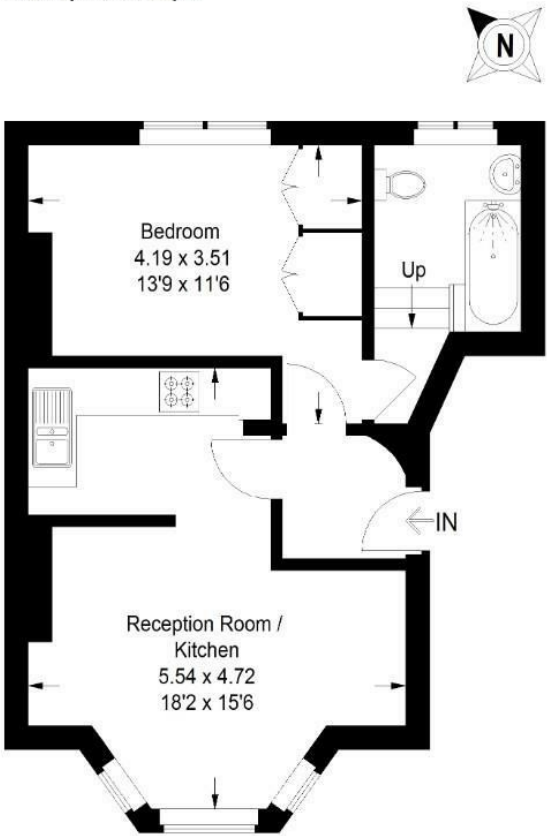 N
Bedroom
4.19 x 3.51
13'9 x 11'6
Up
IN
Reception Room /
Kitchen
5.54 x 4.72
18'2 x 15'6